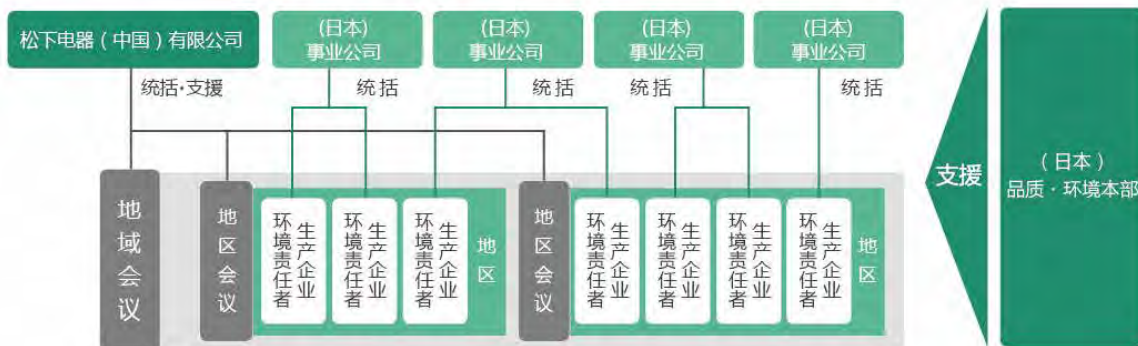 松下电器（中国）有限公司
(日本)
事业公司
(日本)
事业公司
(日本)
事业公司
(日本)
事业公司
统括·支援
统括
统括
统括
统括
地域会议
地区会议
生产企业
环境责任者
生产企业
环境责任者
生产企业
环境责任者
地区
地区会议
生产企业
环境责任者
生产企业
环境责任者
生产企业
环境责任者
生产企业
环境责任者
地区
支援
（日本）
品质·环境本部